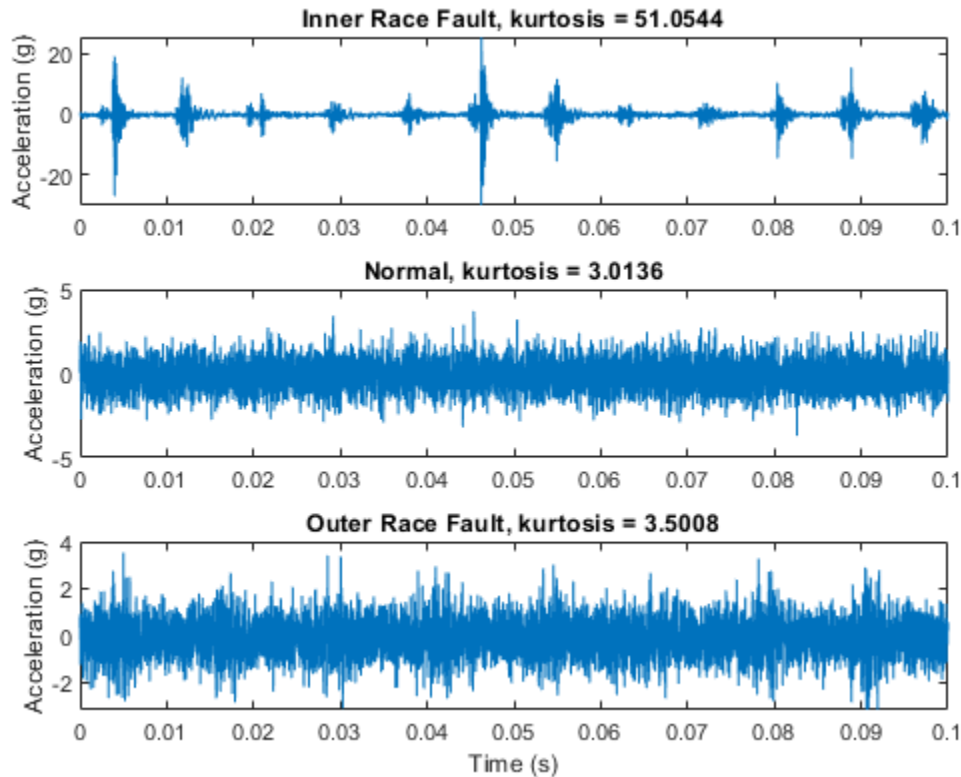 Inner Race Fault, kurtosis = 51.0544
Acceleration (g)
20
0
-20
0 0.01 0.02 0.03 0.04 0.05 0.06 0.07 0.08 0.09 0.1
Normal, kurtosis = 3.0136
Acceleration (g)
5
0
-5
0 0.01 0.02 0.03 0.04 0.05 0.06 0.07 0.08 0.09 0.1
Outer Race Fault, kurtosis = 3.5008
Acceleration (g)
4
2
0
-2
0 0.01 0.02 0.03 0.04 0.05 0.06 0.07 0.08 0.09 0.1
Time (s)